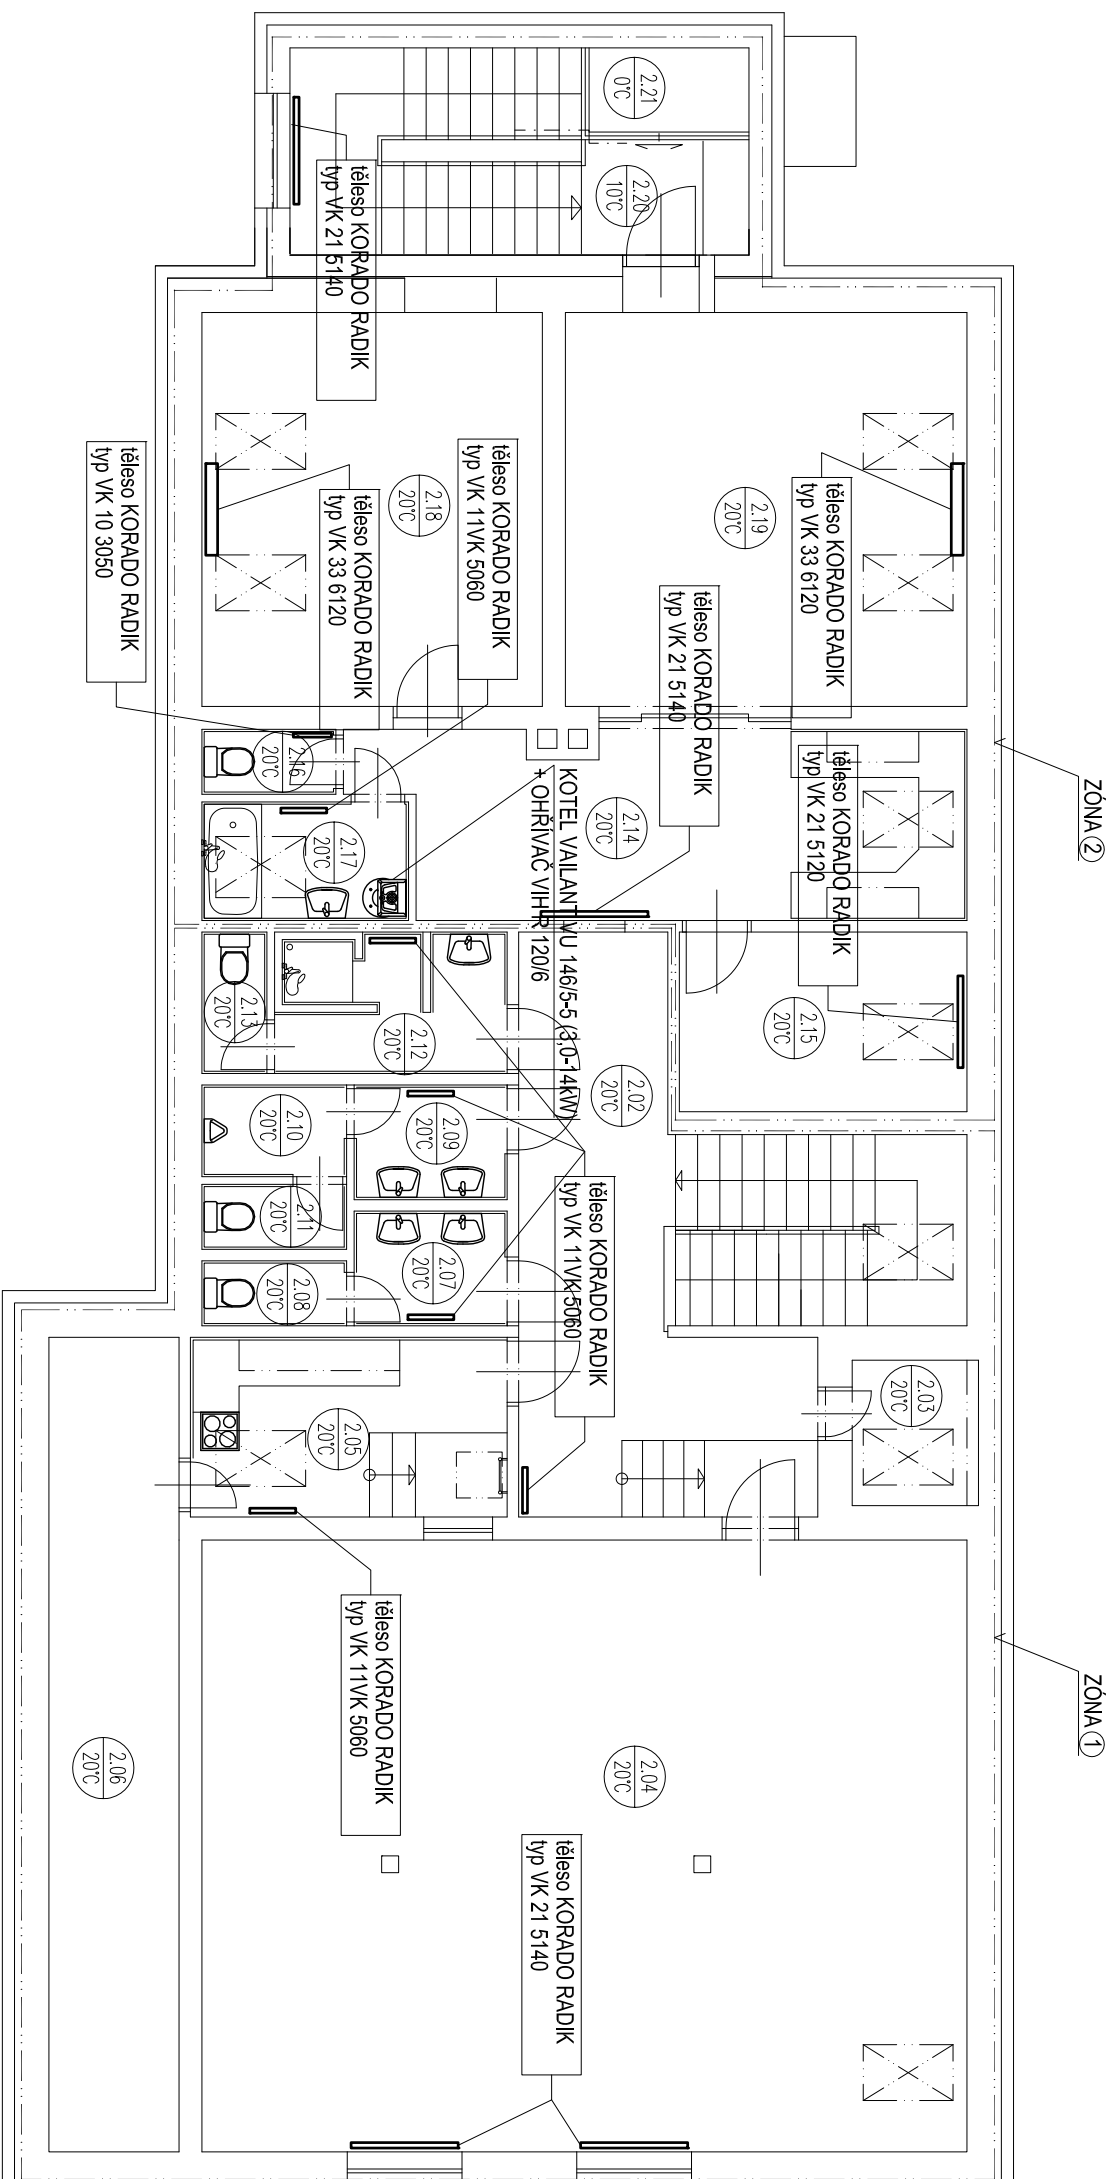 ZÓNA 2
ZÓNA 1
2.21
0°C
2.20
10°C
těleso KORADO RADIK
typ VK 21 5140
2.19
20°C
těleso KORADO RADIK
typ VK 33 6120
2.18
20°C
těleso KORADO RADIK
typ VK 33 6120
těleso KORADO RADIK
typ VK 11VK 5060
těleso KORADO RADIK
typ VK 10 3050
těleso KORADO RADIK
typ VK 21 5140
těleso KORADO RADIK
typ VK 21 5120
2.14
20°C
KOTEL VAILANT VU 146/5-5 (3,0-14kW)
+ OHŘÍVAČ VIHR 120/6
2.16
20°C
2.17
20°C
2.15
20°C
2.13
20°C
2.12
20°C
2.02
20°C
2.10
20°C
2.09
20°C
2.11
20°C
2.07
20°C
2.08
20°C
těleso KORADO RADIK
typ VK 11VK 5060
2.03
20°C
2.05
20°C
těleso KORADO RADIK
typ VK 11VK 5060
2.04
20°C
2.06
20°C
těleso KORADO RADIK
typ VK 21 5140